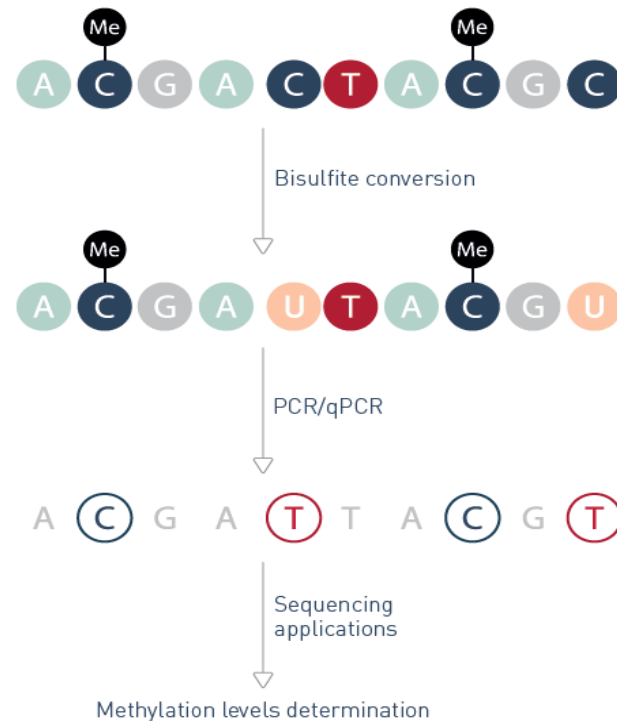 Me Me
A C G A C T A C G C
Bisulfite conversion
Me Me
A C G A U T A C G U
PCR/qPCR
A C G A T T A C G T
Sequencing
applications
Methylation levels determination